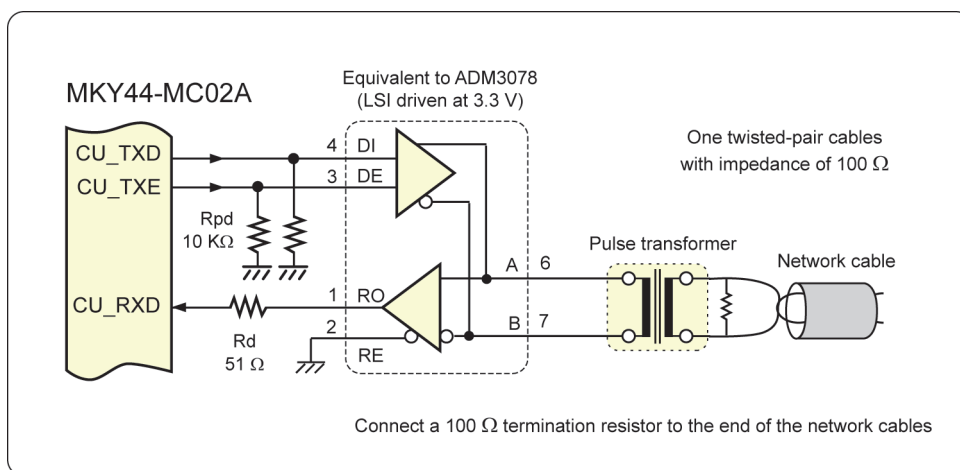 MKY44-MC02A
Equivalent to ADM3078
(LSI driven at 3.3 V)
One twisted-pair cables
with impedance of 100 Ω
CU_TXD
4 DI
CU_TXE
3 DE
Rpd
10 KΩ
Pulse transformer
Network cable
A 6
CU_RXD
1 RO
B 7
2
Rd
51 Ω
RE
Connect a 100 Ω termination resistor to the end of the network cables